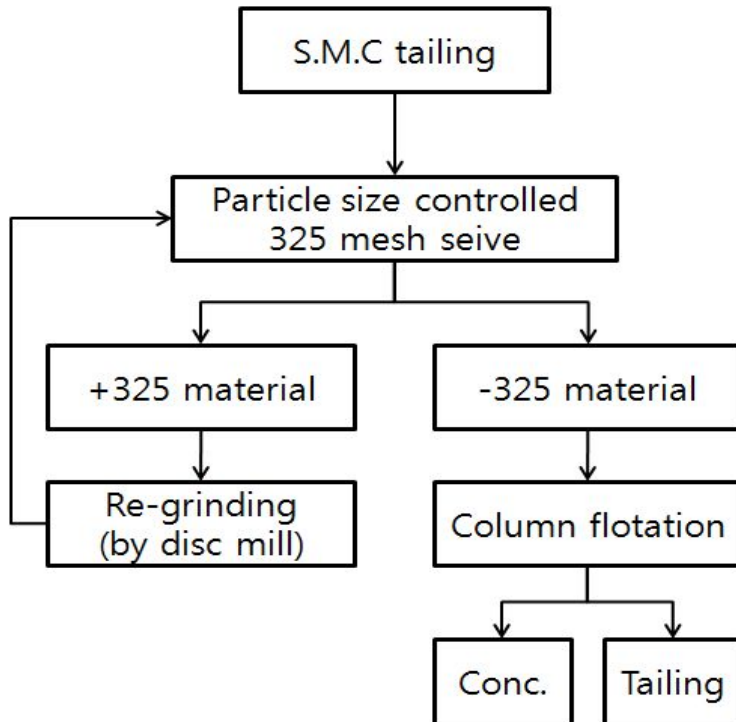 S.M.C tailing
Particle size controlled
325 mesh seive
+325 material
-325 material
Re-grinding
(by disc mill)
Column flotation
Conc.
Tailing